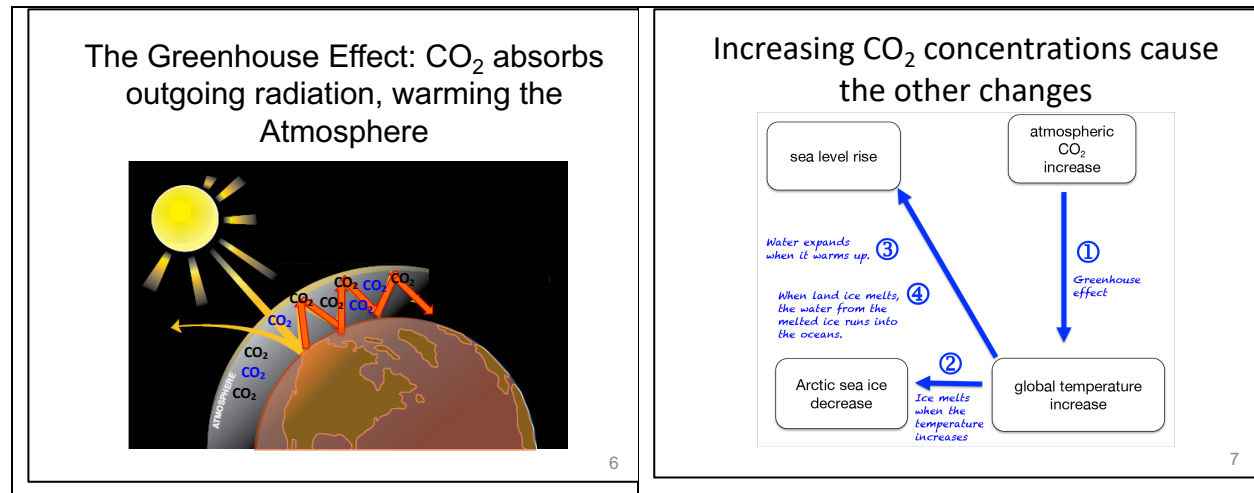 The Greenhouse Effect: CO₂ absorbs
outgoing radiation, warming the
Atmosphere
CO₂
CO₂
CO₂
CO₂
CO₂
CO₂
CO₂
CO₂
CO₂
CO₂
ATMOSPHERE
6
Increasing CO₂ concentrations cause
the other changes
sea level rise
atmospheric
CO₂
increase
Water expands
when it warms up.
③
①
Greenhouse
effect
When land ice melts,
the water from the
melted ice runs into
the oceans.
④
②
Arctic sea ice
decrease
Ice melts
when the
temperature
increases
global temperature
increase
7